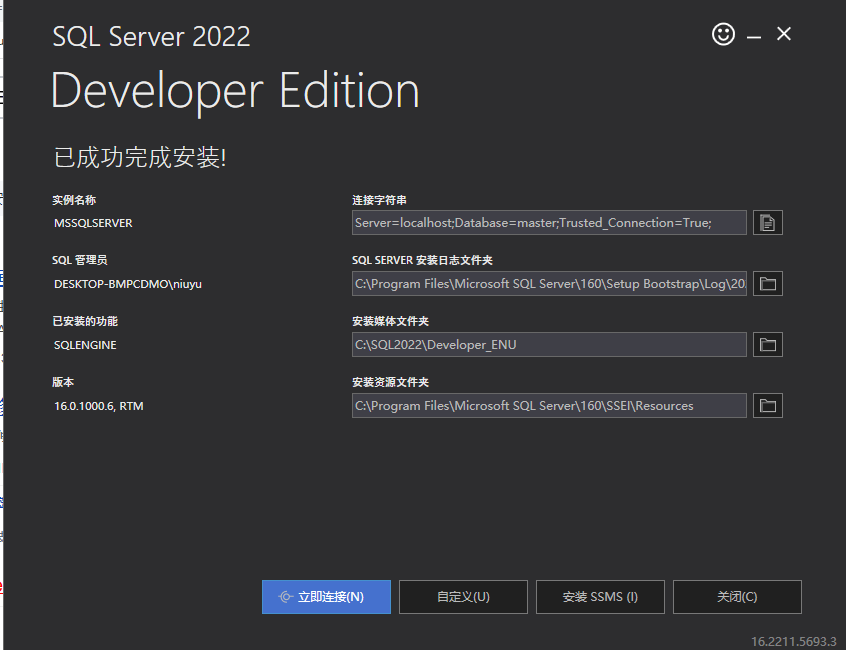 SQL Server 2022
Developer Edition
已成功完成安装!
实例名称
MSSQLSERVER
连接字符串
Server=localhost;Database=master;Trusted_Connection=True;
SQL 管理员
DESKTOP-BMPCDMO\niuyu
SQL SERVER 安装日志文件夹
C:\Program Files\Microsoft SQL Server\160\Setup Bootstrap\Log\20
已安装的功能
SQLENGINE
安装媒体文件夹
C:\SQL2022\Developer_ENU
版本
16.0.1000.6, RTM
安装资源文件夹
C:\Program Files\Microsoft SQL Server\160\SSEI\Resources
立即连接(N)
自定义(U)
安装 SSMS (I)
关闭(C)
16.2211.5693.3